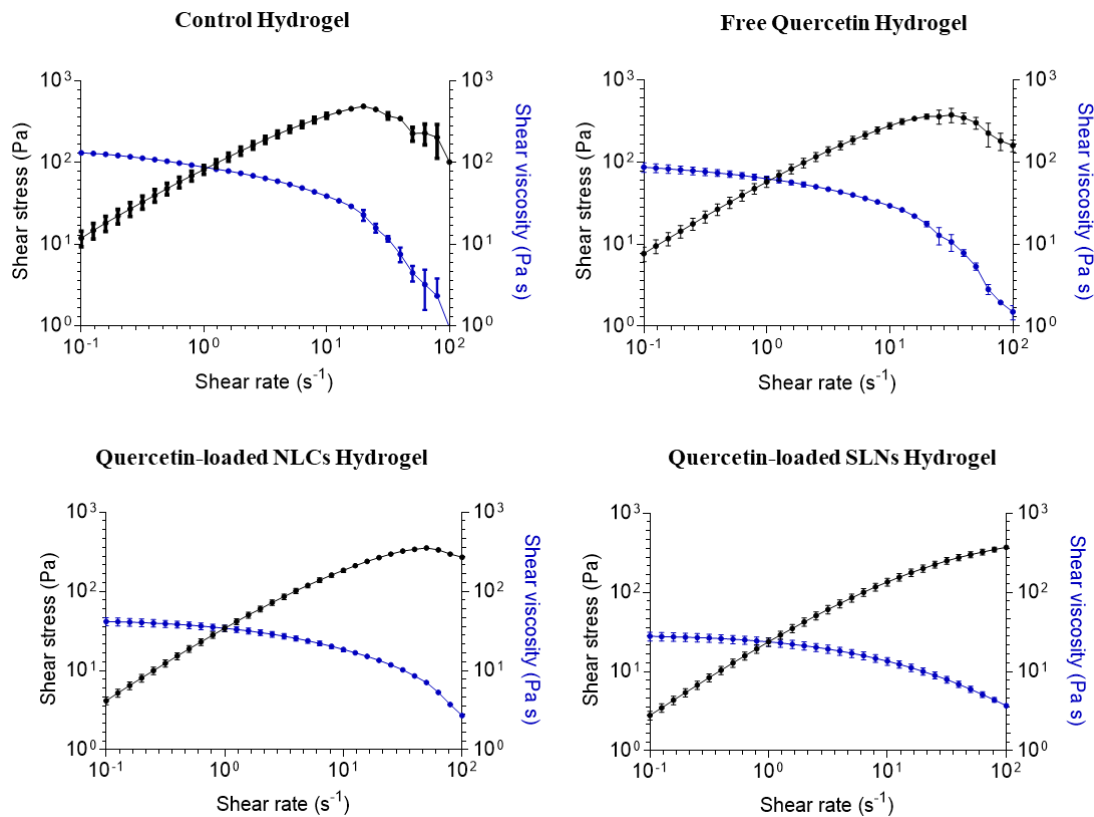 Control Hydrogel
Shear stress (Pa)
10³
10²
10¹
10⁰
10³
10²
10¹
10⁰
Shear viscosity (Pa s)
10⁻¹ 10⁰ 10¹ 10²
Shear rate (s⁻¹)
Free Quercetin Hydrogel
Shear stress (Pa)
10³
10²
10¹
10⁰
10³
10²
10¹
10⁰
Shear viscosity (Pa s)
10⁻¹ 10⁰ 10¹ 10²
Shear rate (s⁻¹)
Quercetin-loaded NLCs Hydrogel
Shear stress (Pa)
10³
10²
10¹
10⁰
10³
10²
10¹
10⁰
Shear viscosity (Pa s)
10⁻¹ 10⁰ 10¹ 10²
Shear rate (s⁻¹)
Quercetin-loaded SLNs Hydrogel
Shear stress (Pa)
10³
10²
10¹
10⁰
10³
10²
10¹
10⁰
Shear viscosity (Pa s)
10⁻¹ 10⁰ 10¹ 10²
Shear rate (s⁻¹)